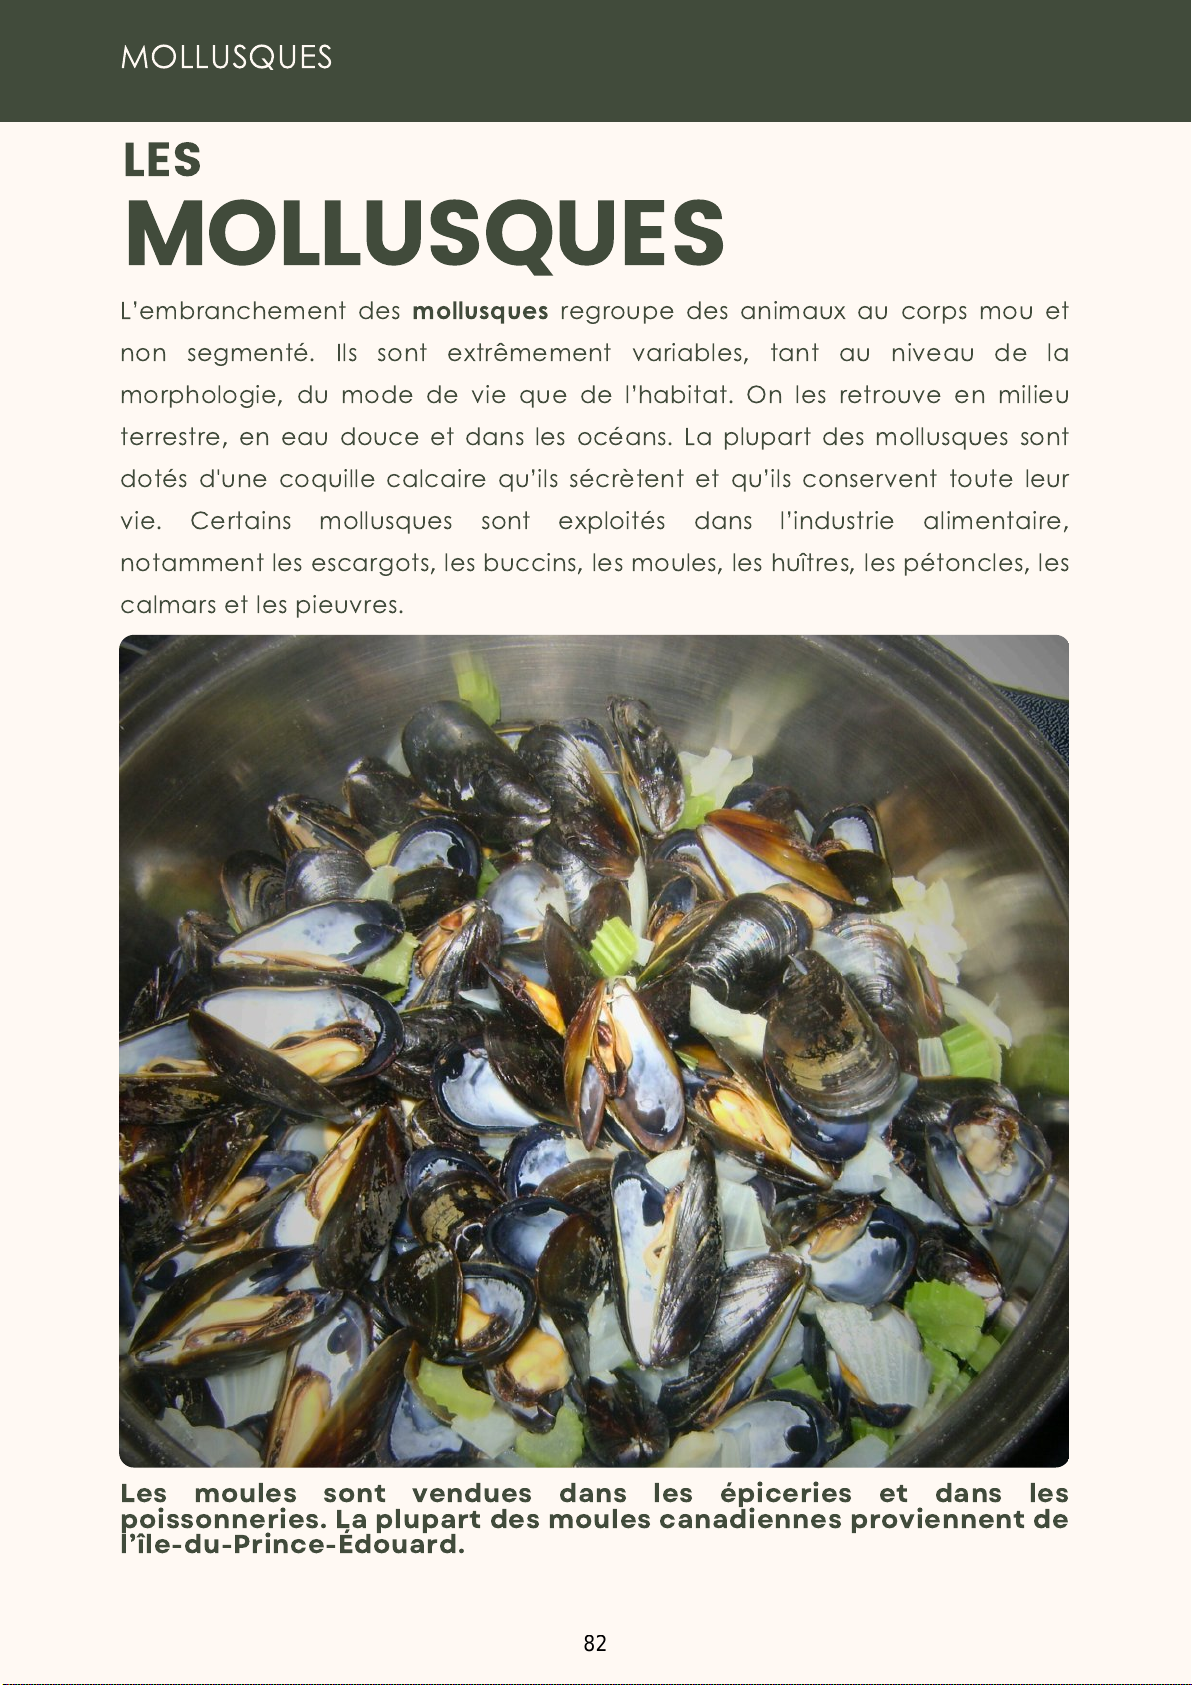 MOLLUSQUES
LES
MOLLUSQUES
L’embranchement des mollusques regroupe des animaux au corps mou et
non segmenté. Ils sont extrêmement variables, tant au niveau de la
morphologie, du mode de vie que de l’habitat. On les retrouve en milieu
terrestre, en eau douce et dans les océans. La plupart des mollusques sont
dotés d'une coquille calcaire qu’ils sécrètent et qu’ils conservent toute leur
vie. Certains mollusques sont exploités dans l’industrie alimentaire,
notamment les escargots, les buccins, les moules, les huîtres, les pétoncles, les
calmars et les pieuvres.
Les moules sont vendues dans les épiceries et dans les
poissonneries. La plupart des moules canadiennes proviennent de
l’île-du-Prince-Édouard.
82